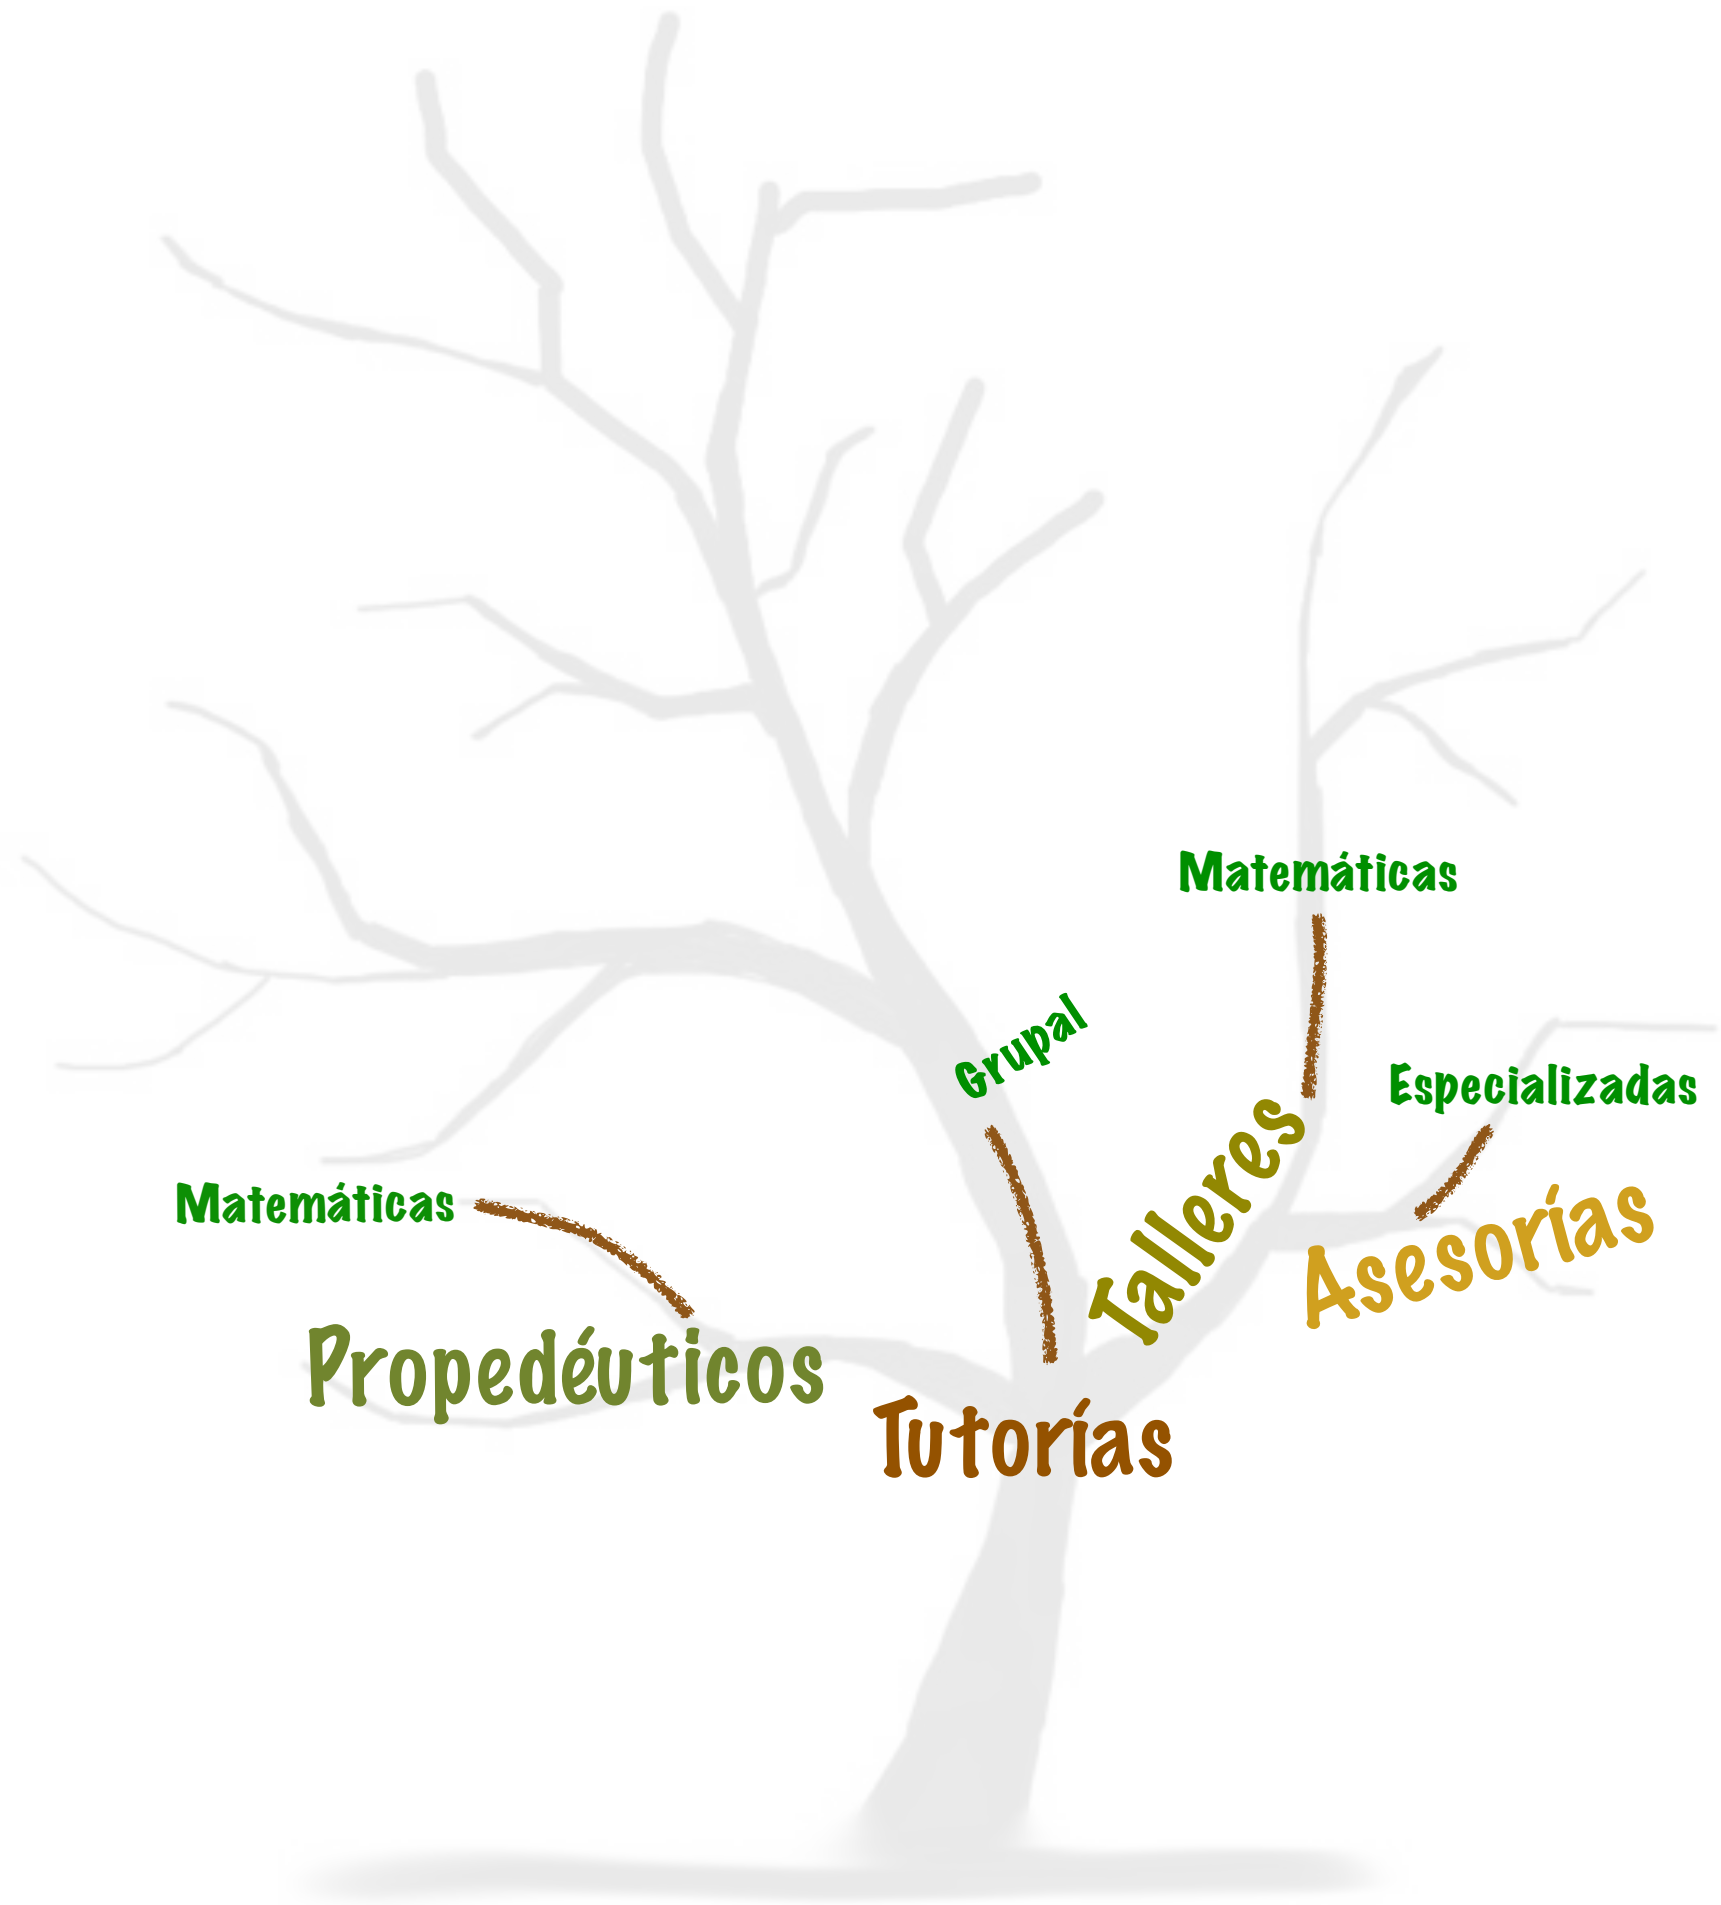 Matemáticas
Grupal
Especializadas
Matemáticas
Talleres
Asesorías
Propedéuticos
Tutorías